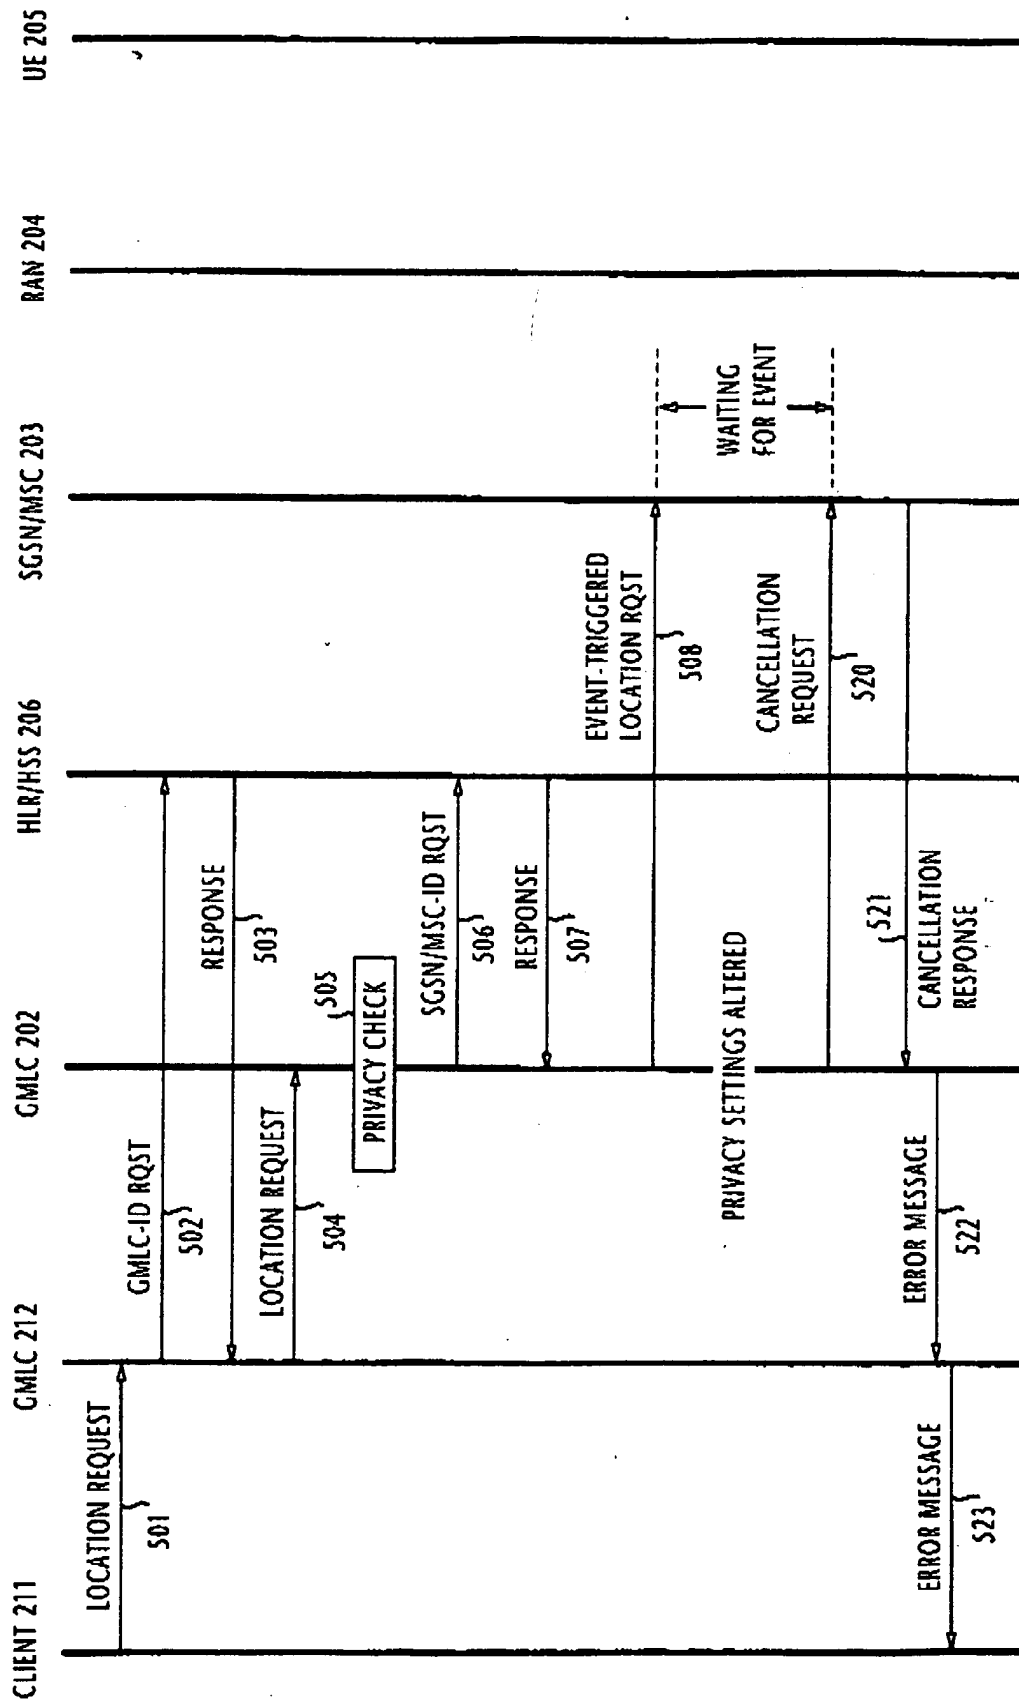 CLIENT 211
GMLC 212
GMLC 202
HLR/HSS 206
SGSN/MSC 203
RAN 204
UE 205
LOCATION REQUEST
501
GMLC-ID RQST
502
RESPONSE
503
LOCATION REQUEST
504
505
PRIVACY CHECK
SGSN/MSC-ID RQST
506
RESPONSE
507
EVENT-TRIGGERED
LOCATION RQST
508
WAITING
FOR EVENT
PRIVACY SETTINGS ALTERED
CANCELLATION
REQUEST
520
521
CANCELLATION
RESPONSE
ERROR MESSAGE
522
ERROR MESSAGE
523